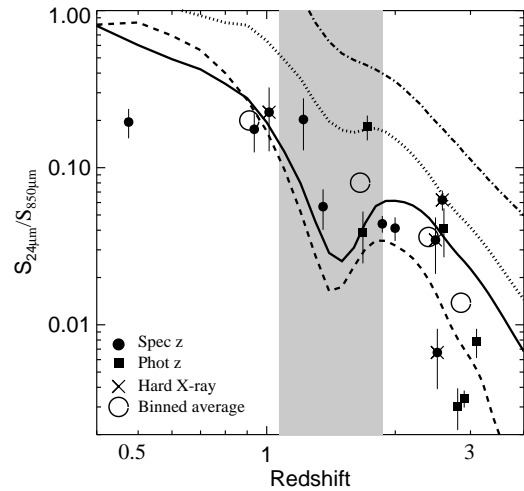 1.00
0.10
0.01
S24μm/S850μm
Spec z
Phot z
Hard X-ray
Binned average
0.5
1
3
Redshift